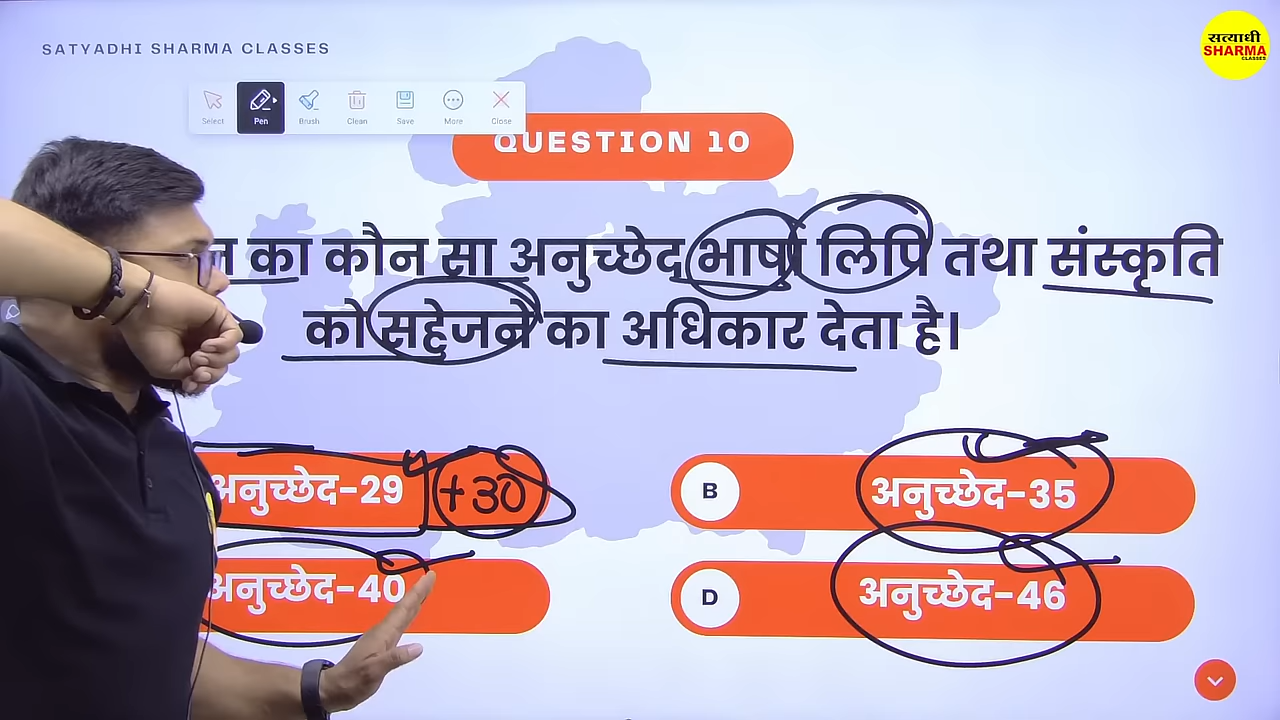 SATYADHI SHARMA CLASSES
सत्याधी
SHARMA
CLASSES
Select
Pen
Brush
Clean
Save
More
Close
QUESTION 10
का कौन सा अनुच्छेद भाषा लिपि तथा संस्कृति
को सहेजने का अधिकार देता है।
अनुच्छेद-29 +30
B अनुच्छेद-35
अनुच्छेद-40
D अनुच्छेद-46